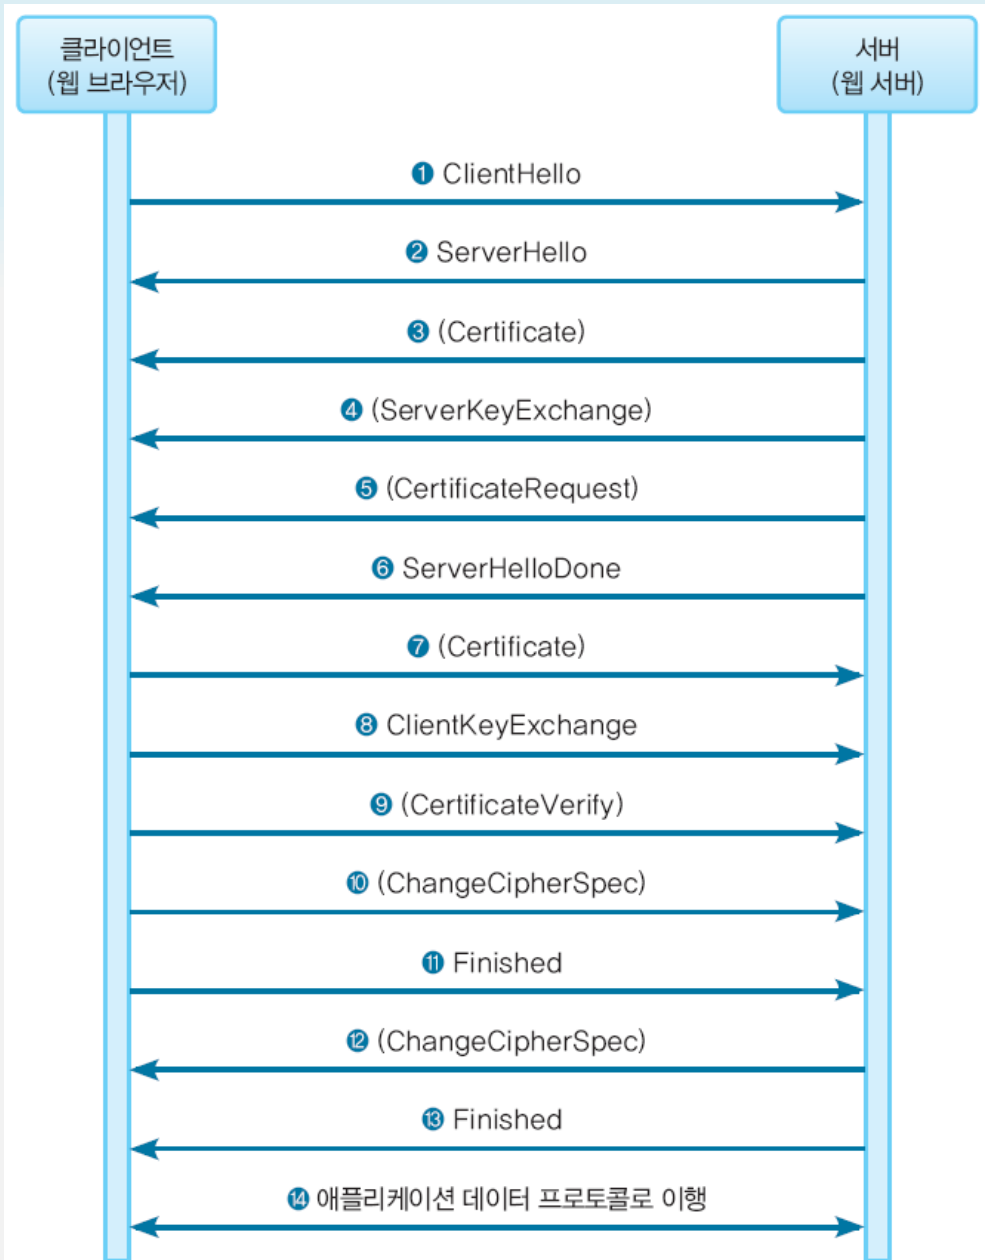 클라이언트
(웹 브라우저)
서버
(웹 서버)
❶ ClientHello
❷ ServerHello
❸ (Certificate)
❹ (ServerKeyExchange)
❺ (CertificateRequest)
❻ ServerHelloDone
❼ (Certificate)
❽ ClientKeyExchange
❾ (CertificateVerify)
❿ (ChangeCipherSpec)
⓫ Finished
⓬ (ChangeCipherSpec)
⓭ Finished
⓮ 애플리케이션 데이터 프로토콜로 이행